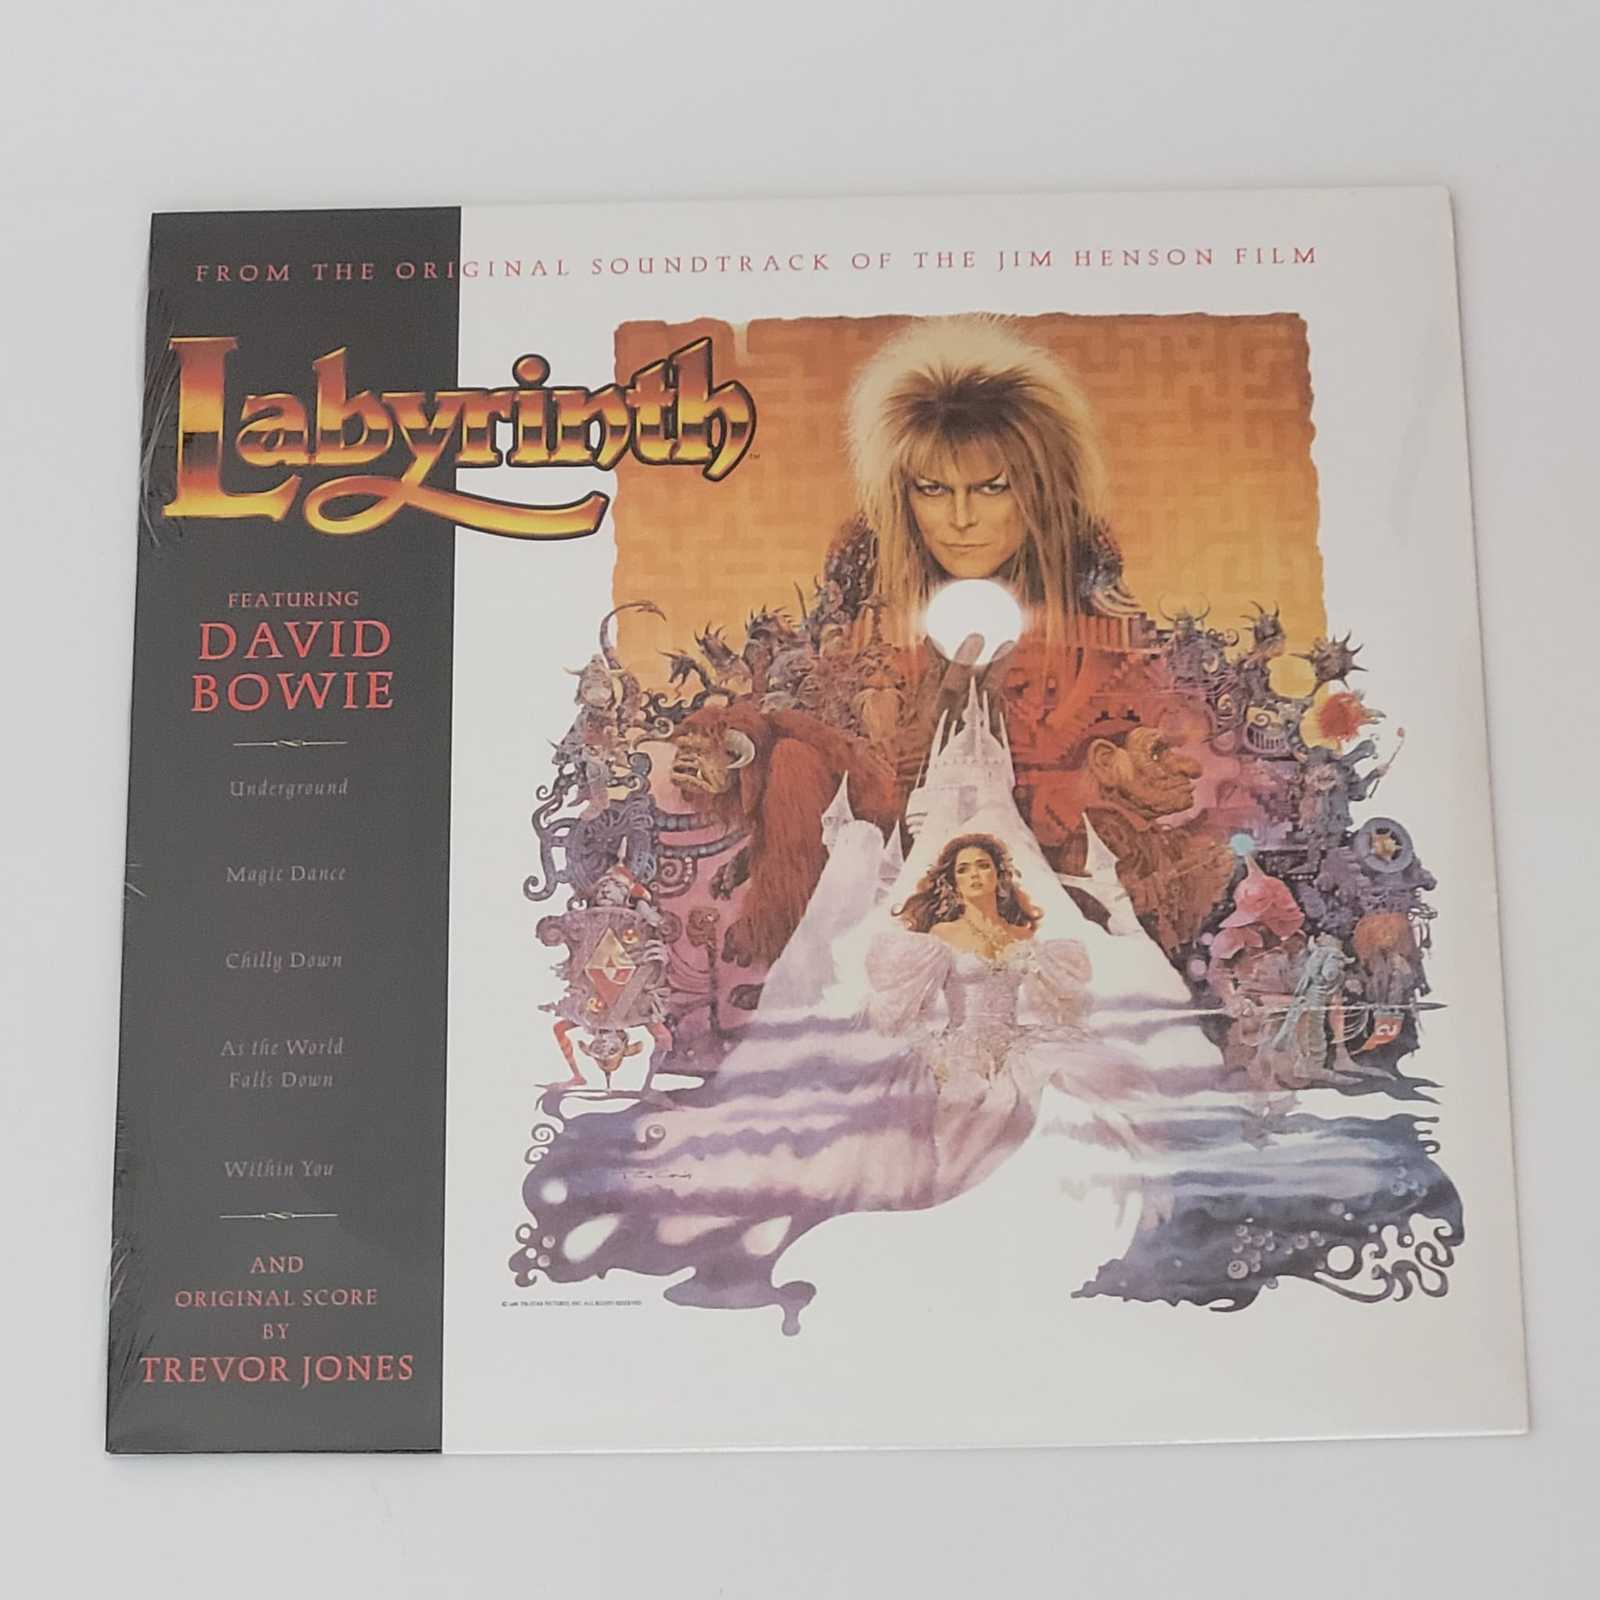 FROM THE ORIGINAL SOUNDTRACK OF THE JIM HENSON FILM
Labyrinth
FEATURING
DAVID
BOWIE
Underground
Magic Dance
Chilly Down
As the World
Falls Down
Within You
AND
ORIGINAL SCORE
BY
TREVOR JONES